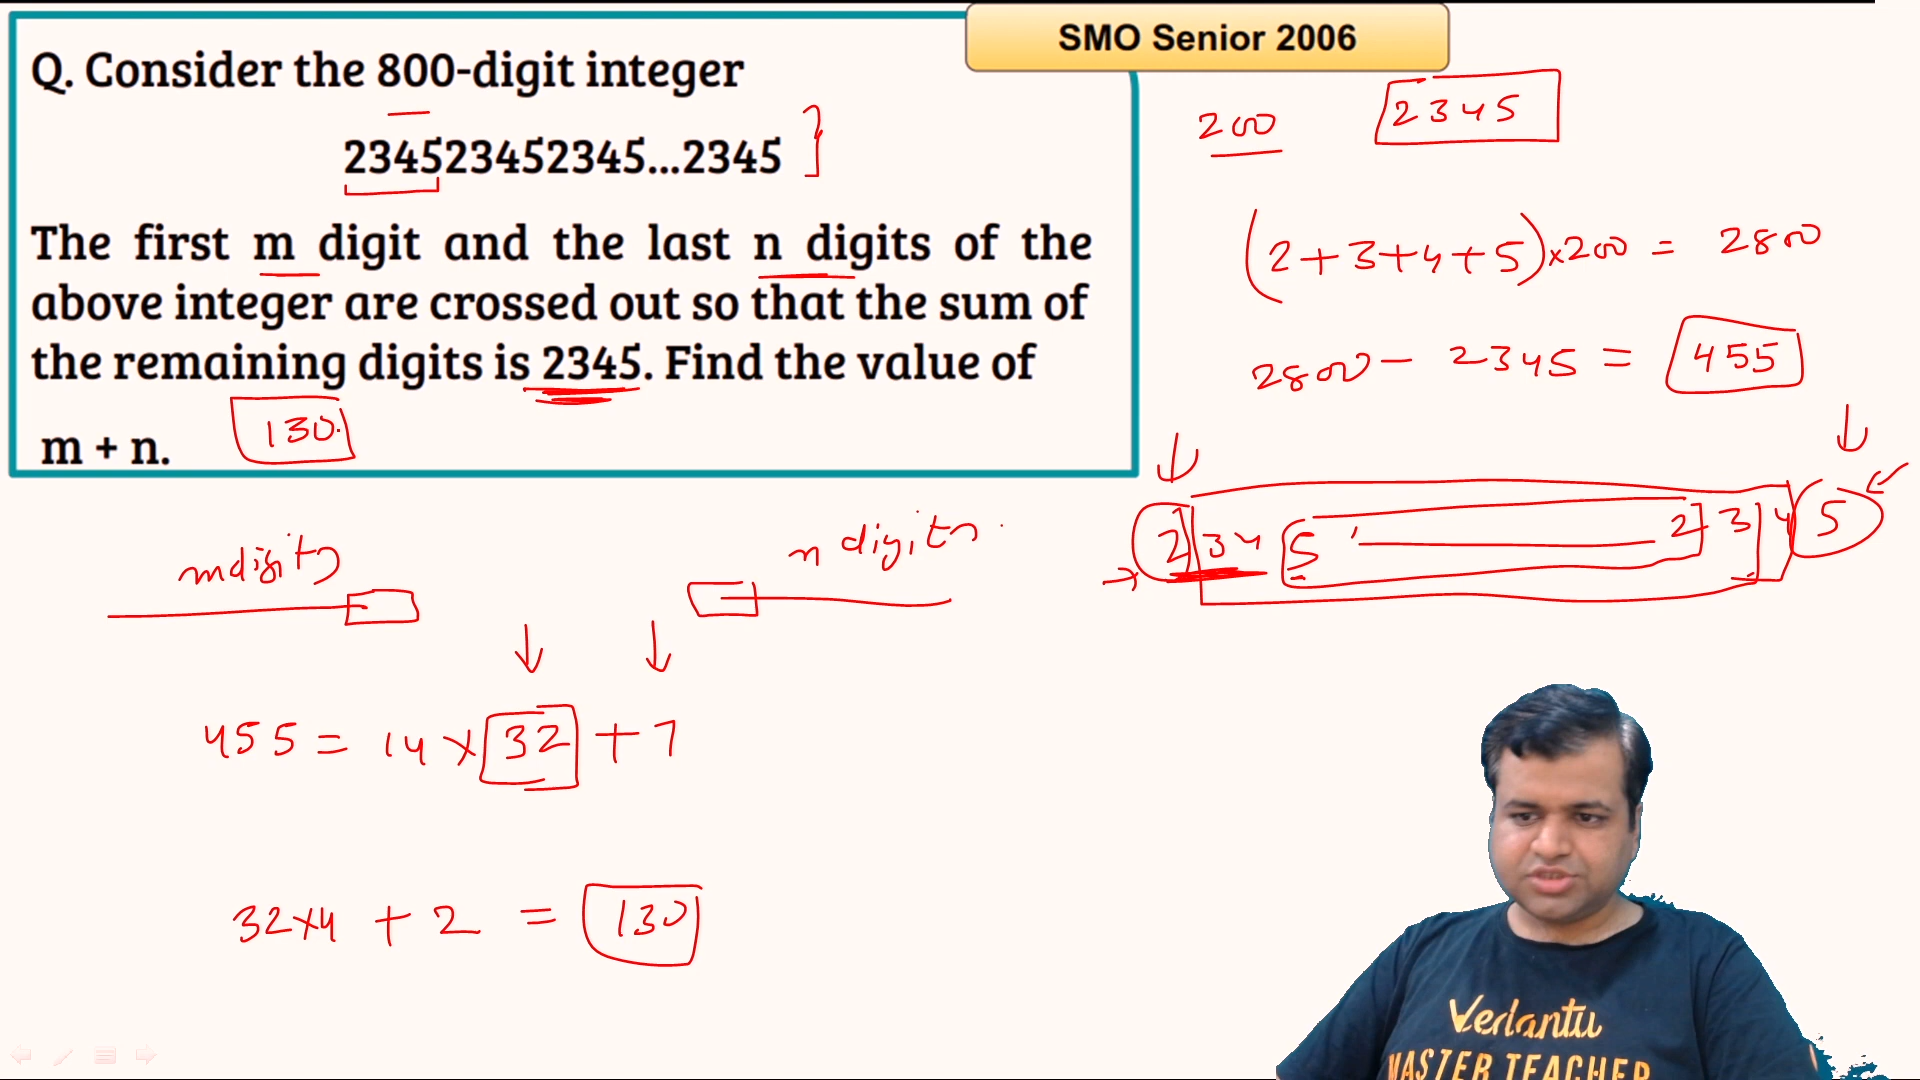 SMO Senior 2006
Q. Consider the 800-digit integer
234523452345...2345
The first m digit and the last n digits of the
above integer are crossed out so that the sum of
the remaining digits is 2345. Find the value of
m + n.
130
200 2345
(2+3+4+5)×200 = 2800
2800 - 2345 = 455
2 3 4 5 2 3 4 5
m digits
n digits
455 = 14 × 32 + 7
32×4 + 2 = 130
Vedantu
MASTER TEACHER